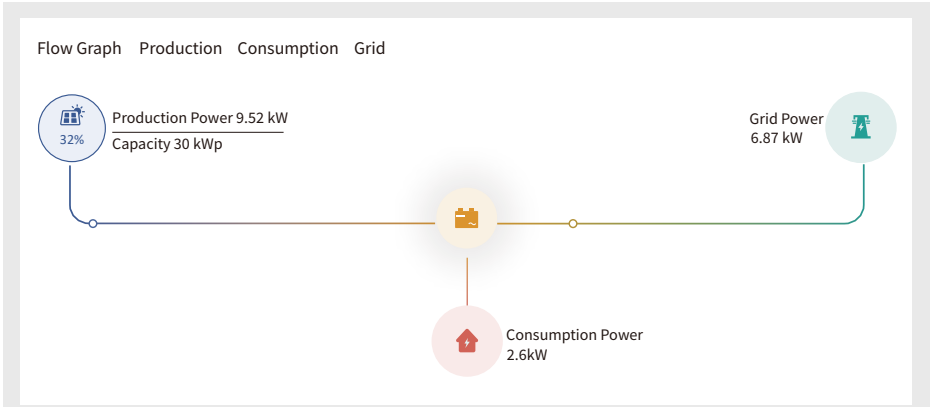 Flow Graph Production Consumption Grid
32%
Production Power 9.52 kW
Capacity 30 kWp
Grid Power
6.87 kW
Consumption Power
2.6kW